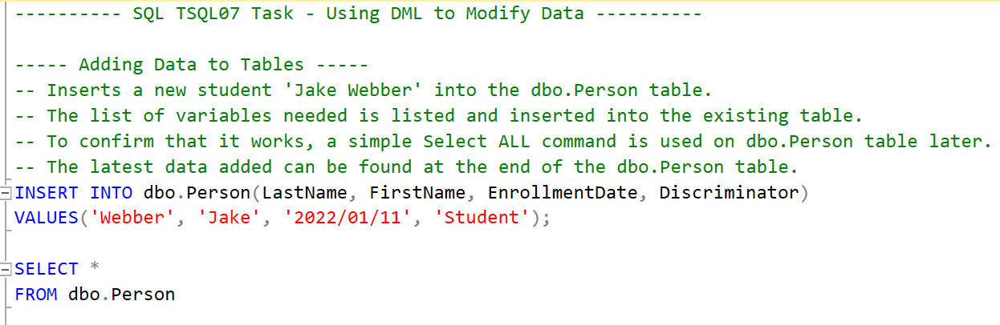 ---------- SQL TSQL07 Task - Using DML to Modify Data ----------
----- Adding Data to Tables -----
-- Inserts a new student 'Jake Webber' into the dbo.Person table.
-- The list of variables needed is listed and inserted into the existing table.
-- To confirm that it works, a simple Select ALL command is used on dbo.Person table later.
-- The latest data added can be found at the end of the dbo.Person table.
INSERT INTO dbo.Person(LastName, FirstName, EnrollmentDate, Discriminator)
VALUES('Webber', 'Jake', '2022/01/11', 'Student');
SELECT *
FROM dbo.Person